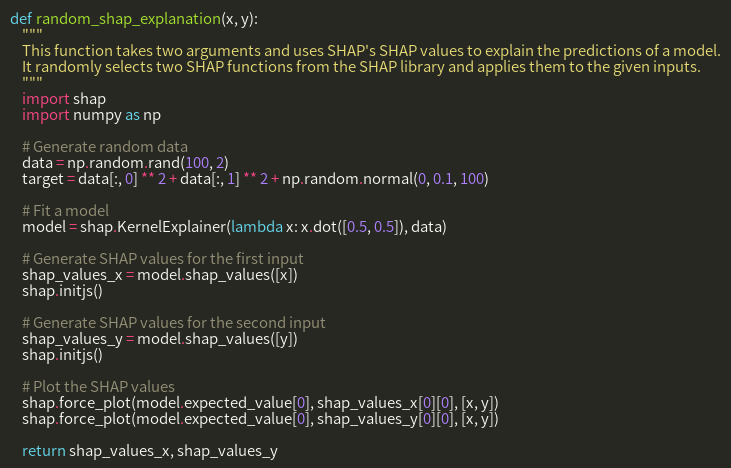 def random_shap_explanation(x, y):
    """
    This function takes two arguments and uses SHAP's SHAP values to explain the predictions of a model.
    It randomly selects two SHAP functions from the SHAP library and applies them to the given inputs.
    """
    import shap
    import numpy as np

    # Generate random data
    data = np.random.rand(100, 2)
    target = data[:, 0] ** 2 + data[:, 1] ** 2 + np.random.normal(0, 0.1, 100)

    # Fit a model
    model = shap.KernelExplainer(lambda x: x.dot([0.5, 0.5]), data)

    # Generate SHAP values for the first input
    shap_values_x = model.shap_values([x])
    shap.initjs()

    # Generate SHAP values for the second input
    shap_values_y = model.shap_values([y])
    shap.initjs()

    # Plot the SHAP values
    shap.force_plot(model.expected_value[0], shap_values_x[0][0], [x, y])
    shap.force_plot(model.expected_value[0], shap_values_y[0][0], [x, y])

    return shap_values_x, shap_values_y